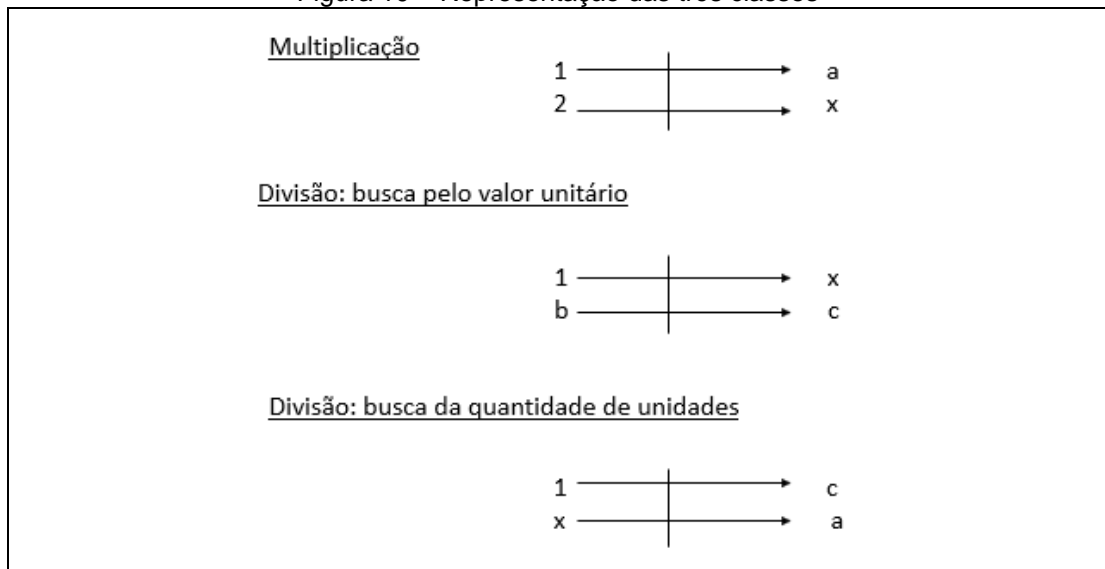 Multiplicação
1 a
2 x
Divisão: busca pelo valor unitário
1 x
b c
Divisão: busca da quantidade de unidades
1 c
x a